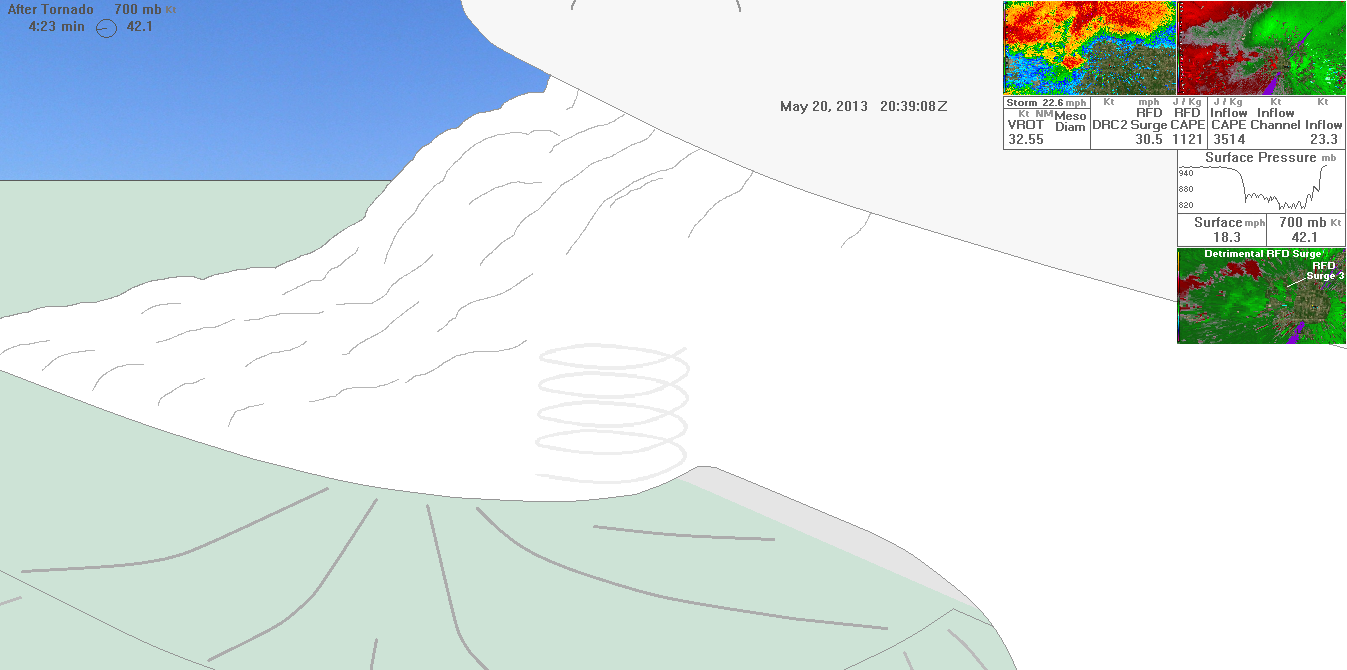 After Tornado 700 mb Kt
4:23 min 42.1
May 20, 2013 20:39:08Z
Storm 22.6 mph
Kt NM
VROT Meso Diam
32.55
Kt mph J / Kg
DRC2 RFD Surge RFD CAPE
30.5 1121
J / Kg Kt Kt
Inflow CAPE Inflow Channel Inflow
3514 23.3
Surface Pressure mb
940
880
820
Surface mph 700 mb Kt
18.3 42.1
Detrimental RFD Surge
RFD
Surge 3